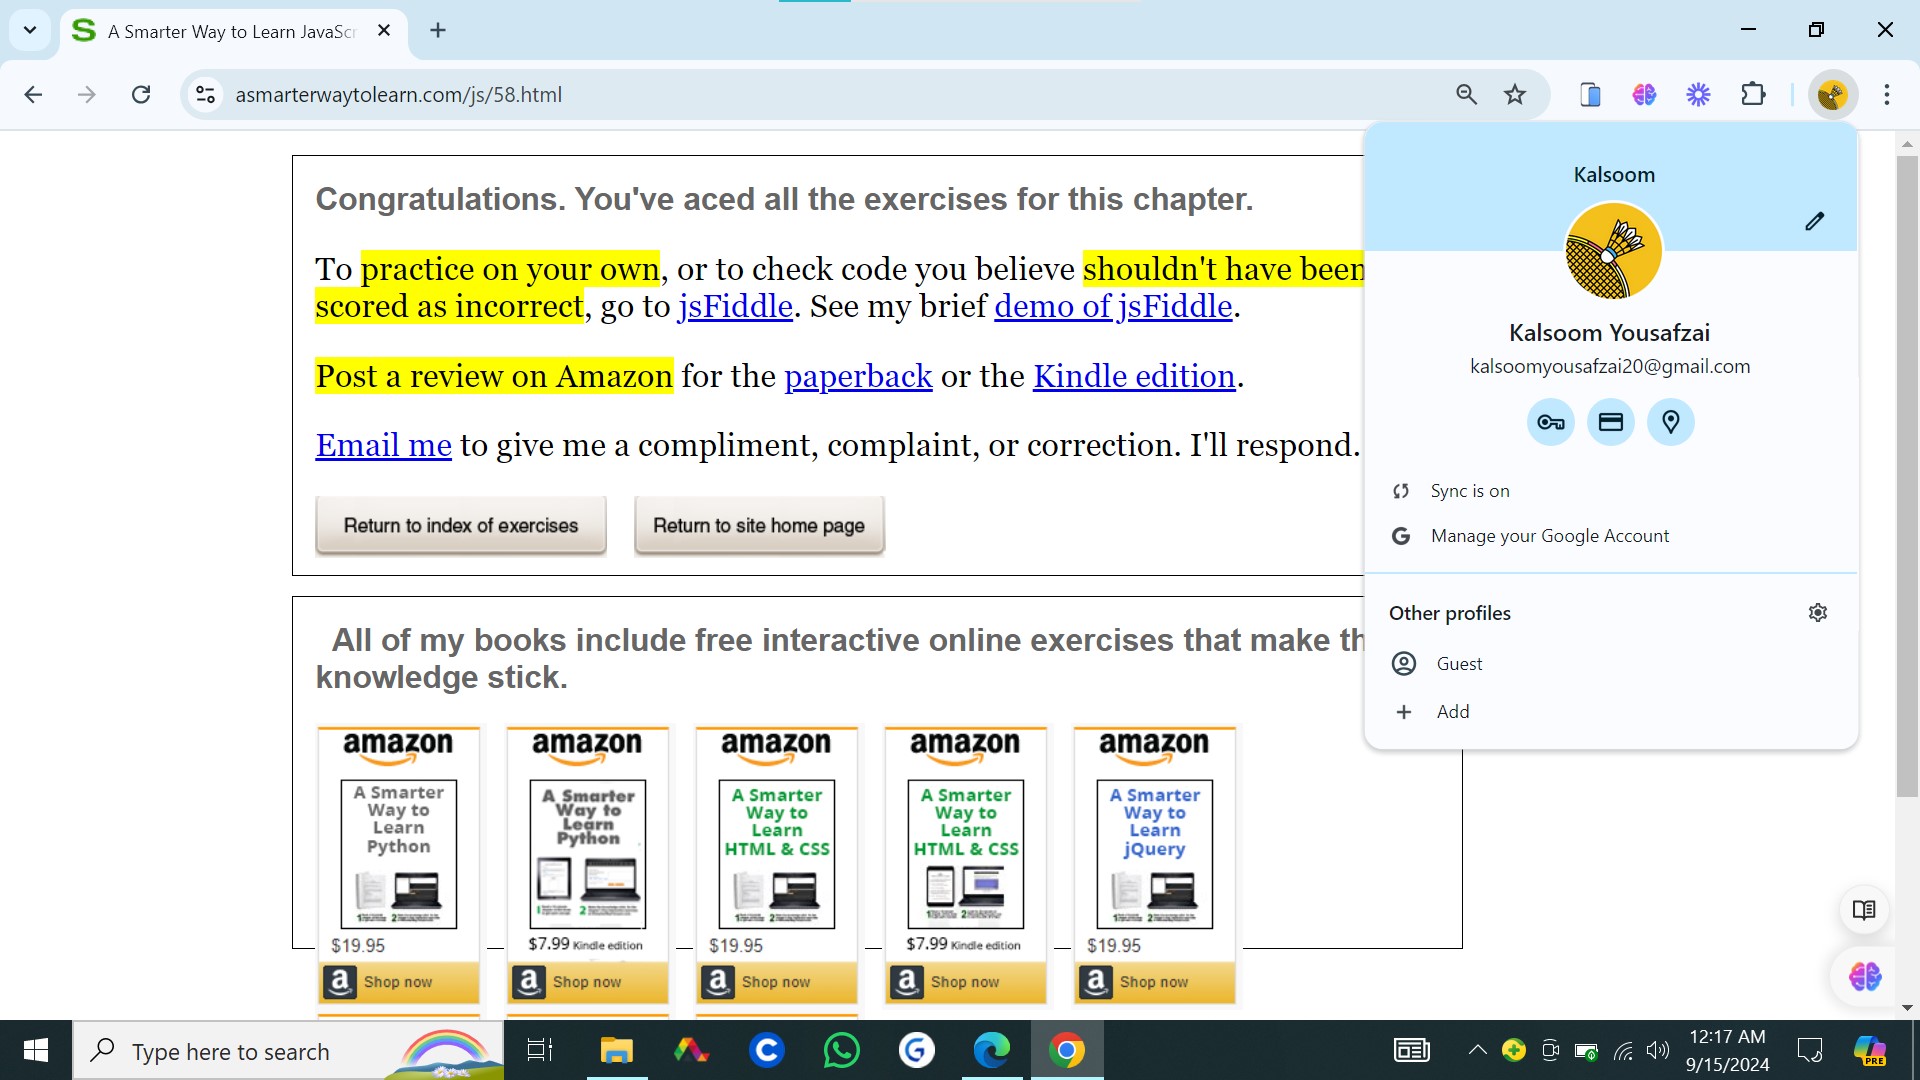 A Smarter Way to Learn JavaScr
asmarterwaytolearn.com/js/58.html
Congratulations. You've aced all the exercises for this chapter.
To practice on your own, or to check code you believe shouldn't have been
scored as incorrect, go to jsFiddle. See my brief demo of jsFiddle.
Post a review on Amazon for the paperback or the Kindle edition.
Email me to give me a compliment, complaint, or correction. I'll respond.
Return to index of exercises
Return to site home page
Kalsoom
Kalsoom Yousafzai
kalsoomyousafzai20@gmail.com
Sync is on
Manage your Google Account
Other profiles
Guest
Add
All of my books include free interactive online exercises that make th
knowledge stick.
amazon
A Smarter
Way to
Learn
Python
$19.95
Shop now
amazon
A Smarter
Way to
Learn
Python
$7.99 Kindle edition
Shop now
amazon
A Smarter
Way to
Learn
HTML & CSS
$19.95
Shop now
amazon
A Smarter
Way to
Learn
HTML & CSS
$7.99 Kindle edition
Shop now
amazon
A Smarter
Way to
Learn
jQuery
$19.95
Shop now
Type here to search
12:17 AM
9/15/2024
PRE